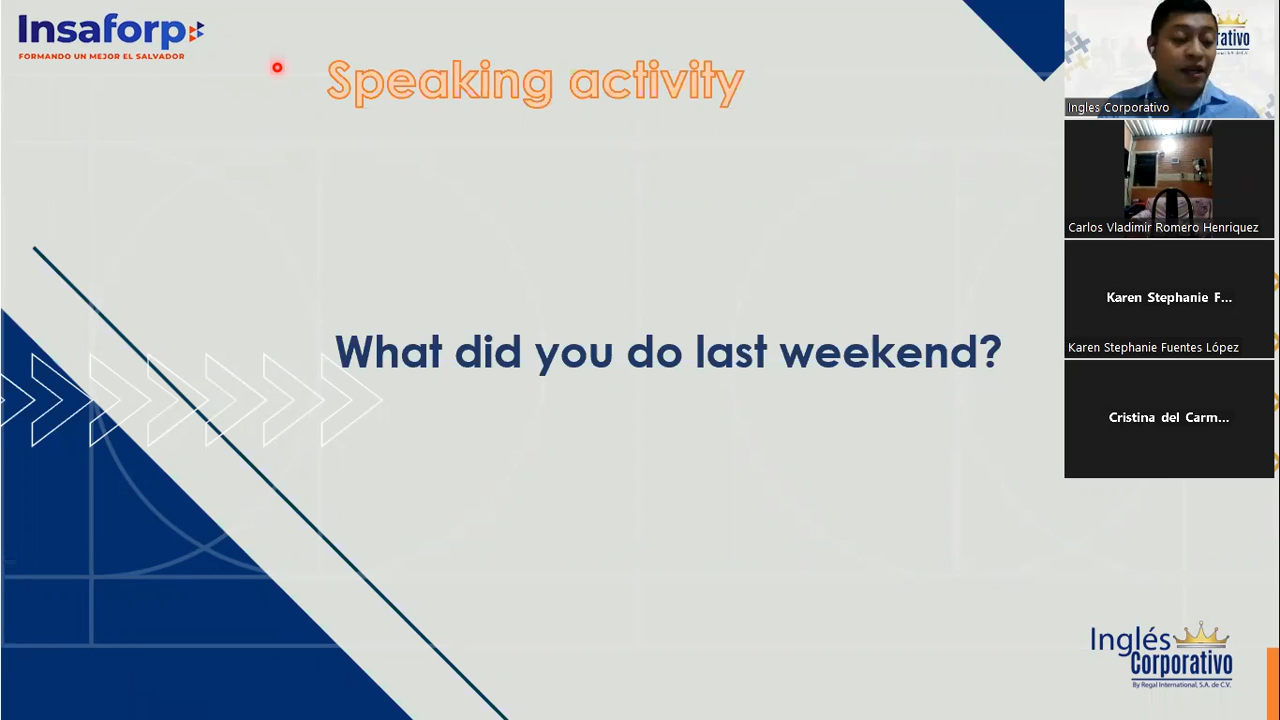 Insaforp
FORMANDO UN MEJOR EL SALVADOR
Speaking activity
What did you do last weekend?
rativo
Ingles Corporativo
Carlos Vladimir Romero Henriquez
Karen Stephanie F...
Karen Stephanie Fuentes López
Cristina del Carm...
Inglés
Corporativo
By Regal International, S.A. de C.V.